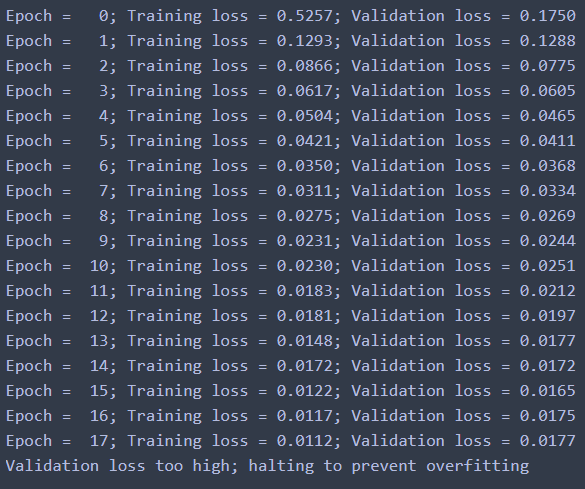 Epoch =   0; Training loss = 0.5257; Validation loss = 0.1750
Epoch =   1; Training loss = 0.1293; Validation loss = 0.1288
Epoch =   2; Training loss = 0.0866; Validation loss = 0.0775
Epoch =   3; Training loss = 0.0617; Validation loss = 0.0605
Epoch =   4; Training loss = 0.0504; Validation loss = 0.0465
Epoch =   5; Training loss = 0.0421; Validation loss = 0.0411
Epoch =   6; Training loss = 0.0350; Validation loss = 0.0368
Epoch =   7; Training loss = 0.0311; Validation loss = 0.0334
Epoch =   8; Training loss = 0.0275; Validation loss = 0.0269
Epoch =   9; Training loss = 0.0231; Validation loss = 0.0244
Epoch =  10; Training loss = 0.0230; Validation loss = 0.0251
Epoch =  11; Training loss = 0.0183; Validation loss = 0.0212
Epoch =  12; Training loss = 0.0181; Validation loss = 0.0197
Epoch =  13; Training loss = 0.0148; Validation loss = 0.0177
Epoch =  14; Training loss = 0.0172; Validation loss = 0.0172
Epoch =  15; Training loss = 0.0122; Validation loss = 0.0165
Epoch =  16; Training loss = 0.0117; Validation loss = 0.0175
Epoch =  17; Training loss = 0.0112; Validation loss = 0.0177
Validation loss too high; halting to prevent overfitting